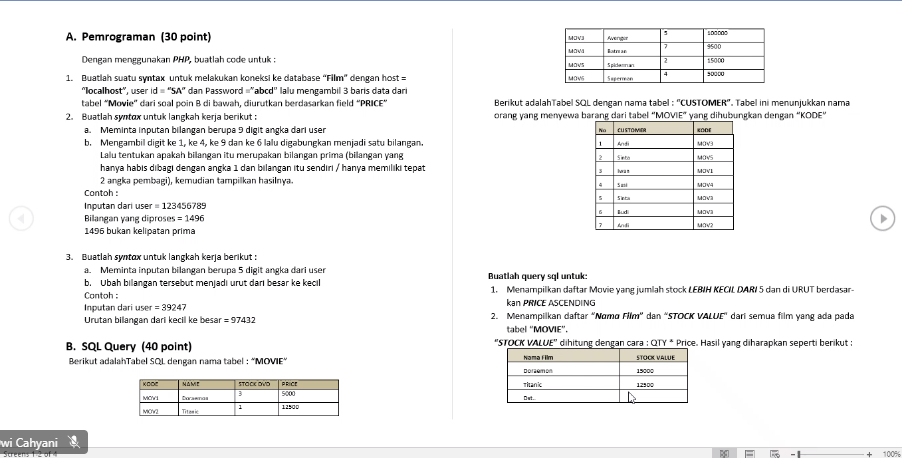 A. Pemrograman (30 point)
Dengan menggunakan PHP, buatlah code untuk :
1. Buatlah suatu syntax untuk melakukan koneksi ke database “Film” dengan host =
“localhost”, user id = “SA” dan Password =”abcd” lalu mengambil 3 baris data dari
tabel “Movie” dari soal poin B di bawah, diurutkan berdasarkan field “PRICE”
2. Buatlah syntax untuk langkah kerja berikut :
a. Meminta inputan bilangan berupa 9 digit angka dari user
b. Mengambil digit ke 1, ke 4, ke 9 dan ke 6 lalu digabungkan menjadi satu bilangan.
Lalu tentukan apakah bilangan itu merupakan bilangan prima (bilangan yang
hanya habis dibagi dengan angka 1 dan bilangan itu sendiri / hanya memiliki tepat
2 angka pembagi), kemudian tampilkan hasilnya.
Contoh :
Inputan dari user = 123456789
Bilangan yang diproses = 1496
1496 bukan kelipatan prima
3. Buatlah syntax untuk langkah kerja berikut :
a. Meminta inputan bilangan berupa 5 digit angka dari user
b. Ubah bilangan tersebut menjadi urut dari besar ke kecil
Contoh :
Inputan dari user = 39247
Urutan bilangan dari kecil ke besar = 97432
B. SQL Query (40 point)
Berikut adalahTabel SQL dengan nama tabel : “MOVIE”
KODE NAME STOCK DVD PRICE
MOV1 Doraemon 3 5000
MOV2 Titanic 1 12500
MOV3 Avenger 5 100000
MOV4 Batman 7 9500
MOV5 Spiderman 2 15000
MOV6 Superman 4 50000
Berikut adalahTabel SQL dengan nama tabel : “CUSTOMER”. Tabel ini menunjukkan nama
orang yang menyewa barang dari tabel “MOVIE” yang dihubungkan dengan “KODE”
No CUSTOMER KODE
1 Andi MOV3
2 Sinta MOV5
3 Iwan MOV1
4 Susi MOV4
5 Sinta MOV3
6 Budi MOV3
7 Andi MOV2
Buatlah query sql untuk:
1. Menampilkan daftar Movie yang jumlah stock LEBIH KECIL DARI 5 dan di URUT berdasar-
kan PRICE ASCENDING
2. Menampilkan daftar “Nama Film” dan “STOCK VALUE” dari semua film yang ada pada
tabel “MOVIE”.
“STOCK VALUE” dihitung dengan cara : QTY * Price. Hasil yang diharapkan seperti berikut :
Nama Film STOCK VALUE
Doraemon 15000
Titanic 12500
Dst..
wi Cahyani
Screens 1-2 of 4
100%